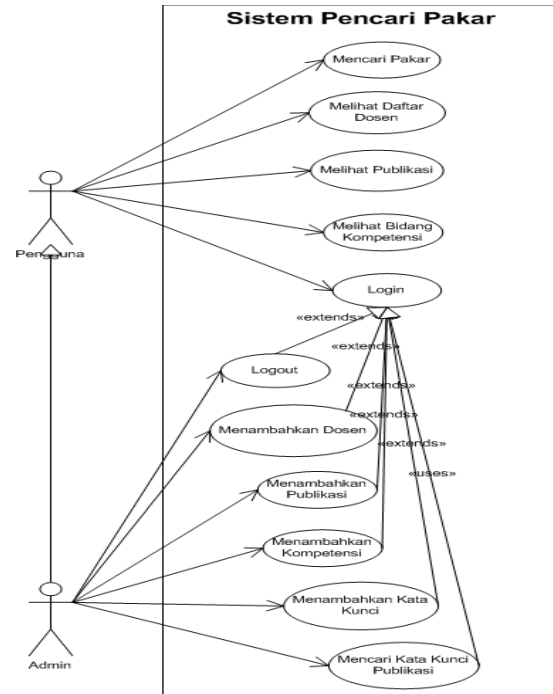 Sistem Pencari Pakar
Mencari Pakar
Melihat Daftar
Dosen
Melihat Publikasi
Melihat Bidang
Kompetensi
Pengguna
Login
«extends»
Logout
«extends»
«extends»
Menambahkan Dosen
«extends»
«extends»
«uses»
Menambahkan
Publikasi
Menambahkan
Kompetensi
Menambahkan Kata
Kunci
Mencari Kata Kunci
Publikasi
Admin